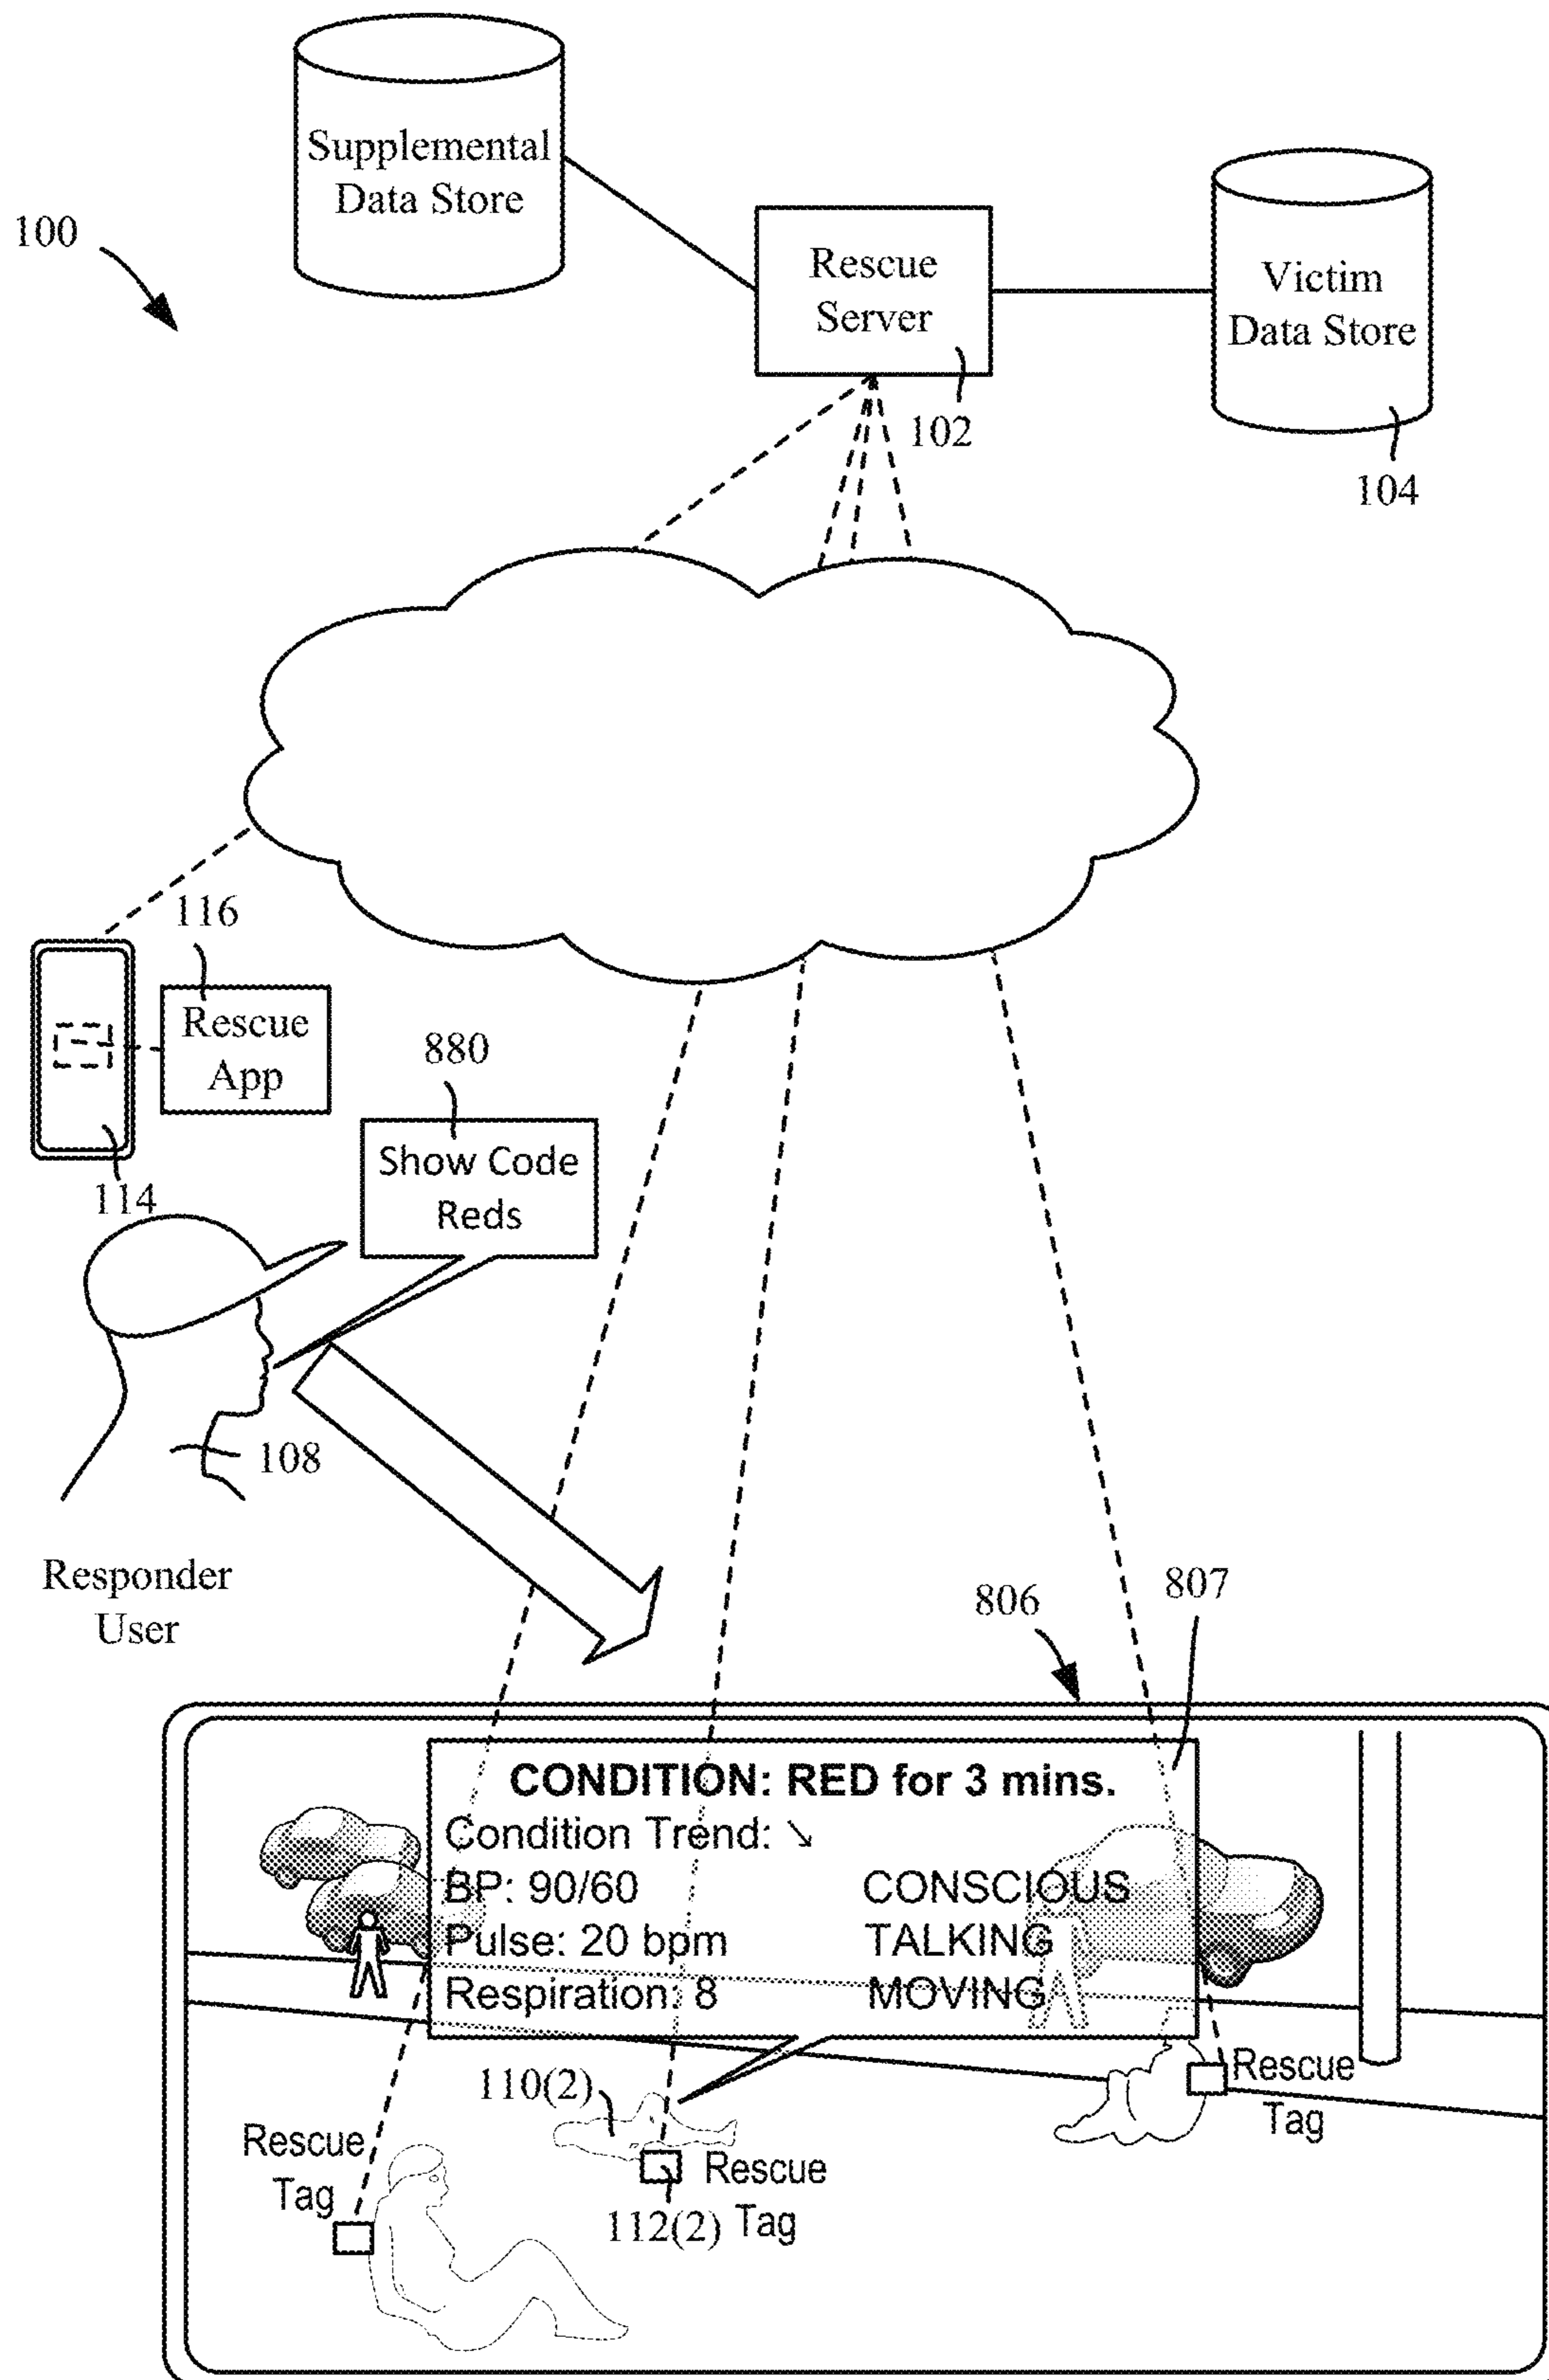 Supplemental
Data Store
100
Rescue
Server
Victim
Data Store
102
104
116
Rescue
App
880
Show Code
Reds
114
108
Responder
User
806
807
CONDITION: RED for 3 mins.
Condition Trend: ↘
BP: 90/60 CONSCIOUS
Pulse: 20 bpm TALKING
Respiration: 8 MOVING
110(2)
Rescue
Tag
Rescue
Tag
Rescue
Tag
112(2)